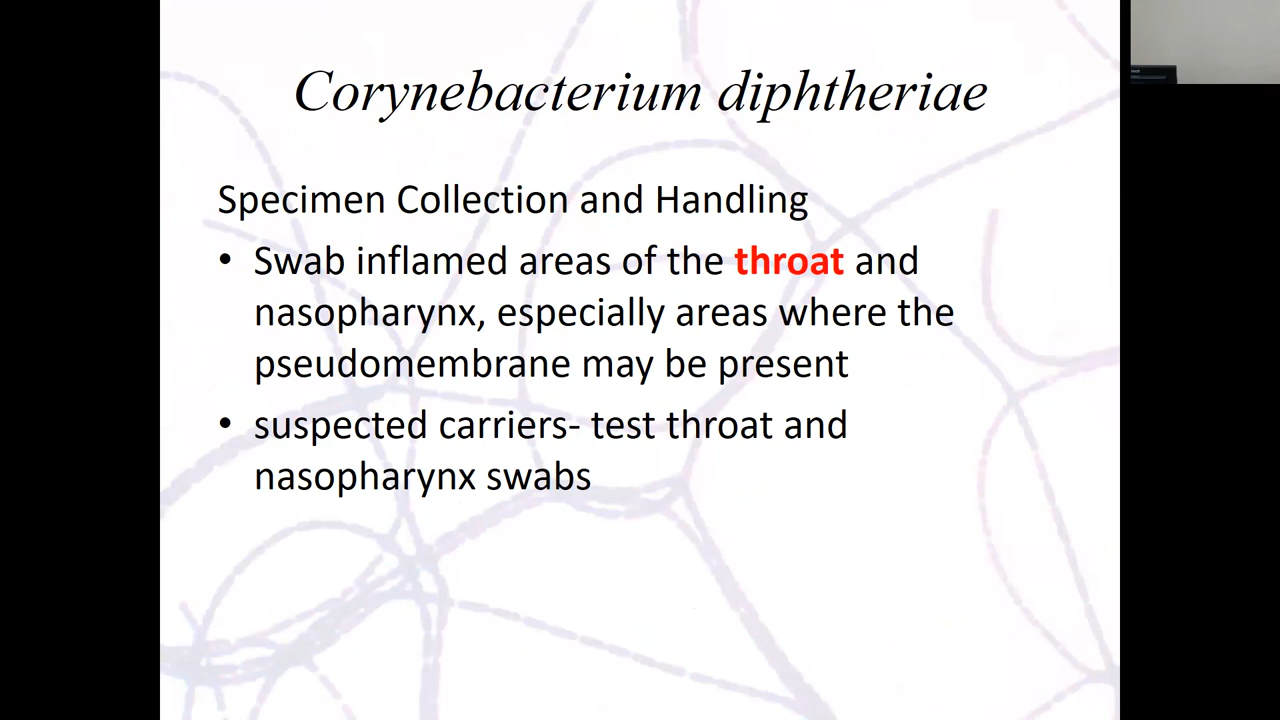 Corynebacterium diphtheriae
Specimen Collection and Handling
• Swab inflamed areas of the throat and
nasopharynx, especially areas where the
pseudomembrane may be present
• suspected carriers- test throat and
nasopharynx swabs